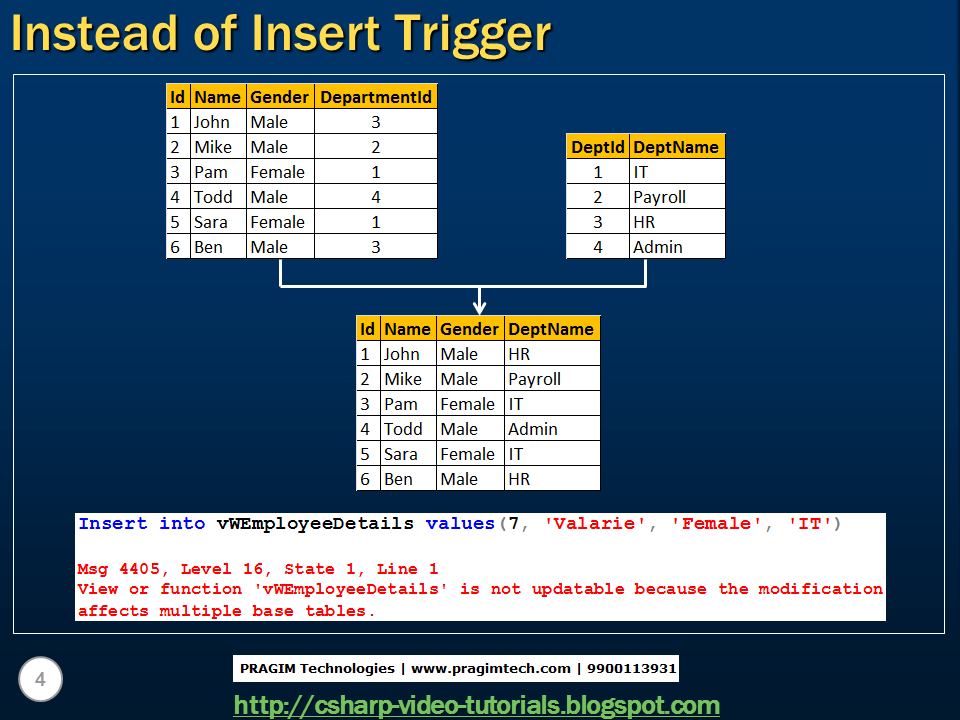 Instead of Insert Trigger
Id Name Gender DepartmentId
1 John Male 3
2 Mike Male 2
3 Pam Female 1
4 Todd Male 4
5 Sara Female 1
6 Ben Male 3
DeptId DeptName
1 IT
2 Payroll
3 HR
4 Admin
Id Name Gender DeptName
1 John Male HR
2 Mike Male Payroll
3 Pam Female IT
4 Todd Male Admin
5 Sara Female IT
6 Ben Male HR
Insert into vWEmployeeDetails values(7, 'Valarie', 'Female', 'IT')
Msg 4405, Level 16, State 1, Line 1
View or function 'vWEmployeeDetails' is not updatable because the modification
affects multiple base tables.
4
PRAGIM Technologies | www.pragimtech.com | 9900113931
http://csharp-video-tutorials.blogspot.com